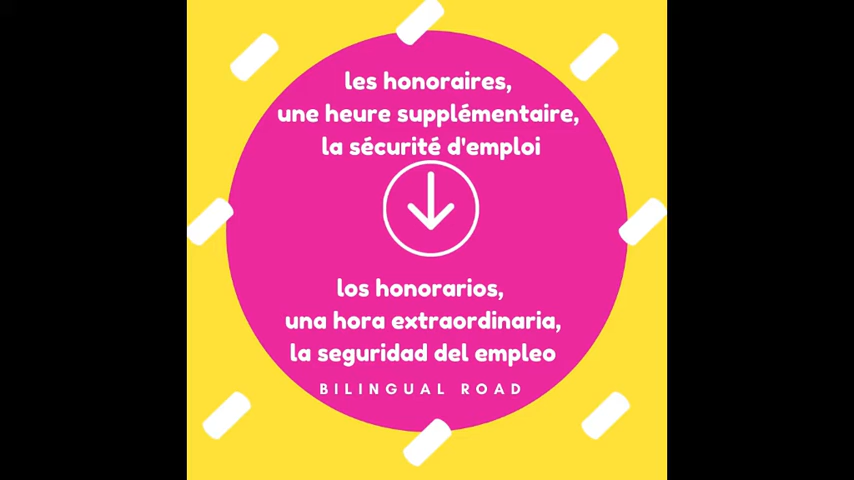 les honoraires,
une heure supplémentaire,
la sécurité d'emploi
los honorarios,
una hora extraordinaria,
la seguridad del empleo
BILINGUAL ROAD